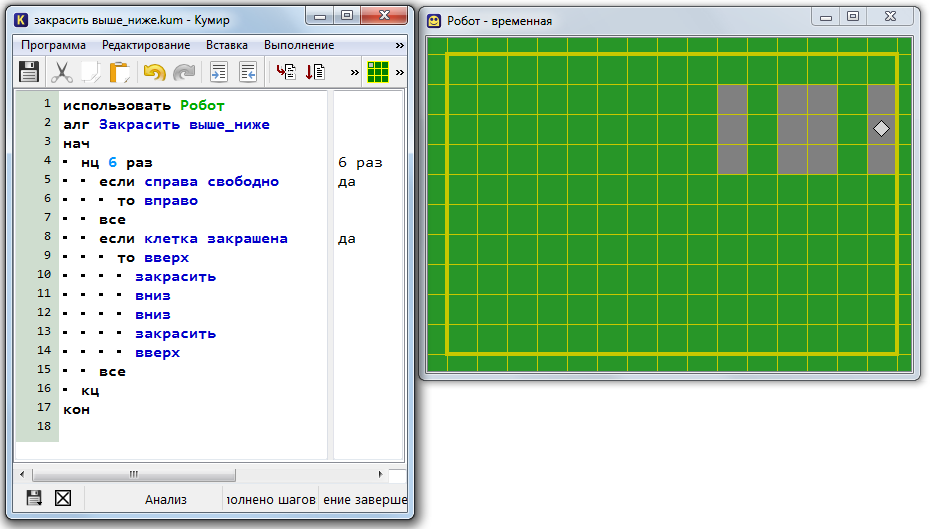 закрасить выше_ниже.kum - Кумир
Программа Редактирование Вставка Выполнение »
» »
1 использовать Робот
2 алг Закрасить выше_ниже
3 нач
4 нц 6 раз 6 раз
5 если справа свободно да
6 то вправо
7 все
8 если клетка закрашена да
9 то вверх
10 закрасить
11 вниз
12 вниз
13 закрасить
14 вверх
15 все
16 кц
17 кон
18
Анализ олнено шагов ение заверше
Робот - временная